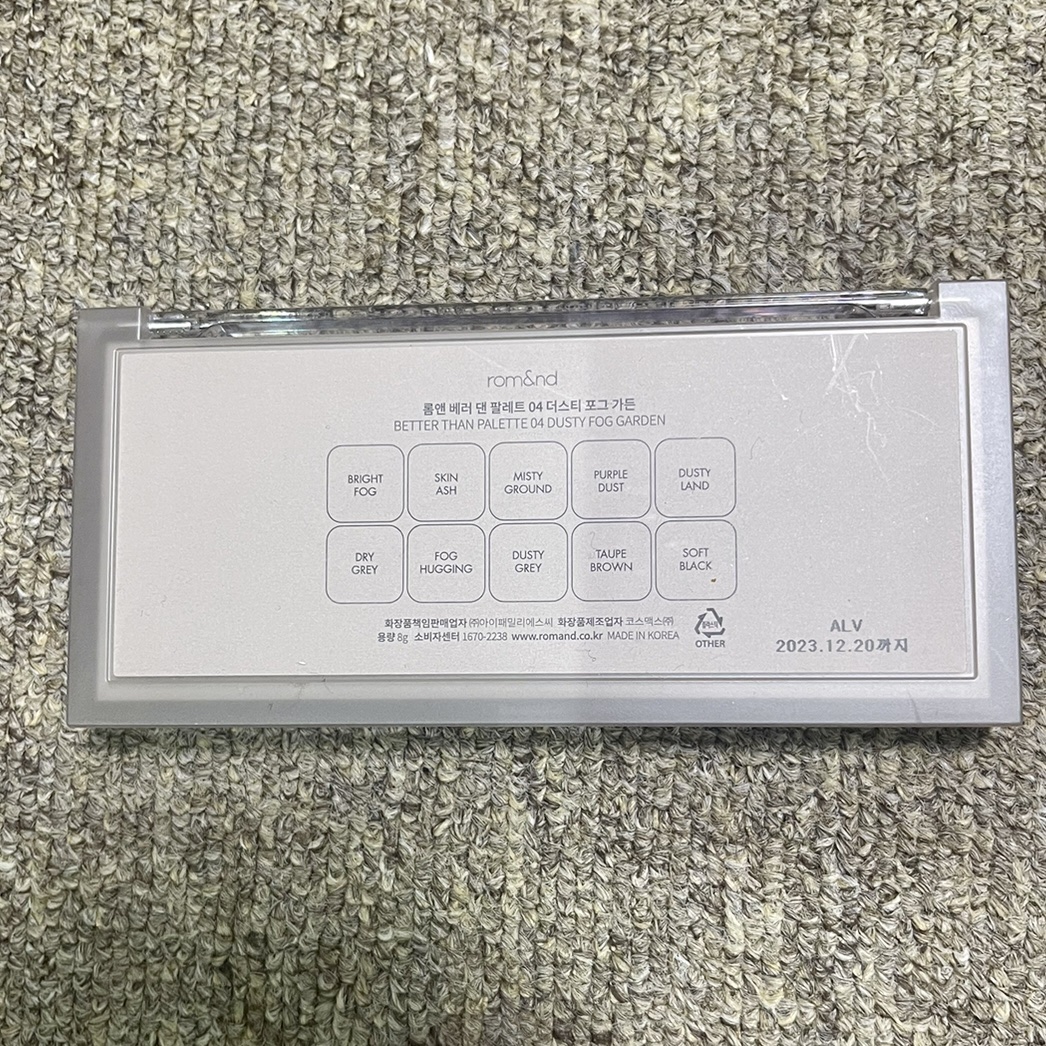 rom&nd
롬앤 베러 댄 팔레트 04 더스티 포그 가든
BETTER THAN PALETTE 04 DUSTY FOG GARDEN
BRIGHT
FOG
SKIN
ASH
MISTY
GROUND
PURPLE
DUST
DUSTY
LAND
DRY
GREY
FOG
HUGGING
DUSTY
GREY
TAUPE
BROWN
SOFT
BLACK
화장품책임판매업자 ㈜아이패밀리에스씨 화장품제조업자 코스맥스㈜
용량 8g 소비자센터 1670-2238 www.romand.co.kr MADE IN KOREA
플라스틱
OTHER
ALV
2023.12.20까지